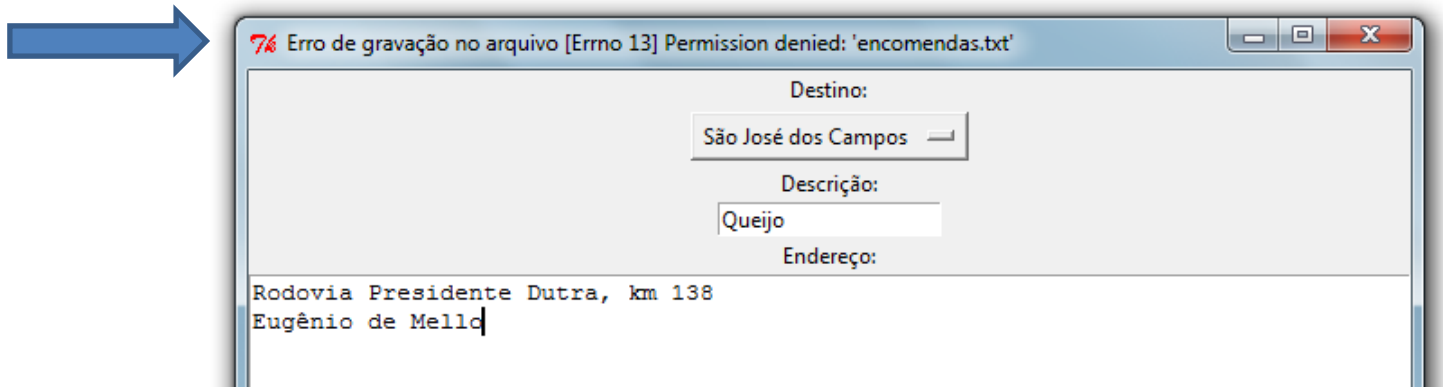 Erro de gravação no arquivo [Errno 13] Permission denied: 'encomendas.txt'
Destino:
São José dos Campos
Descrição:
Queijo
Endereço:
Rodovia Presidente Dutra, km 138
Eugênio de Mello